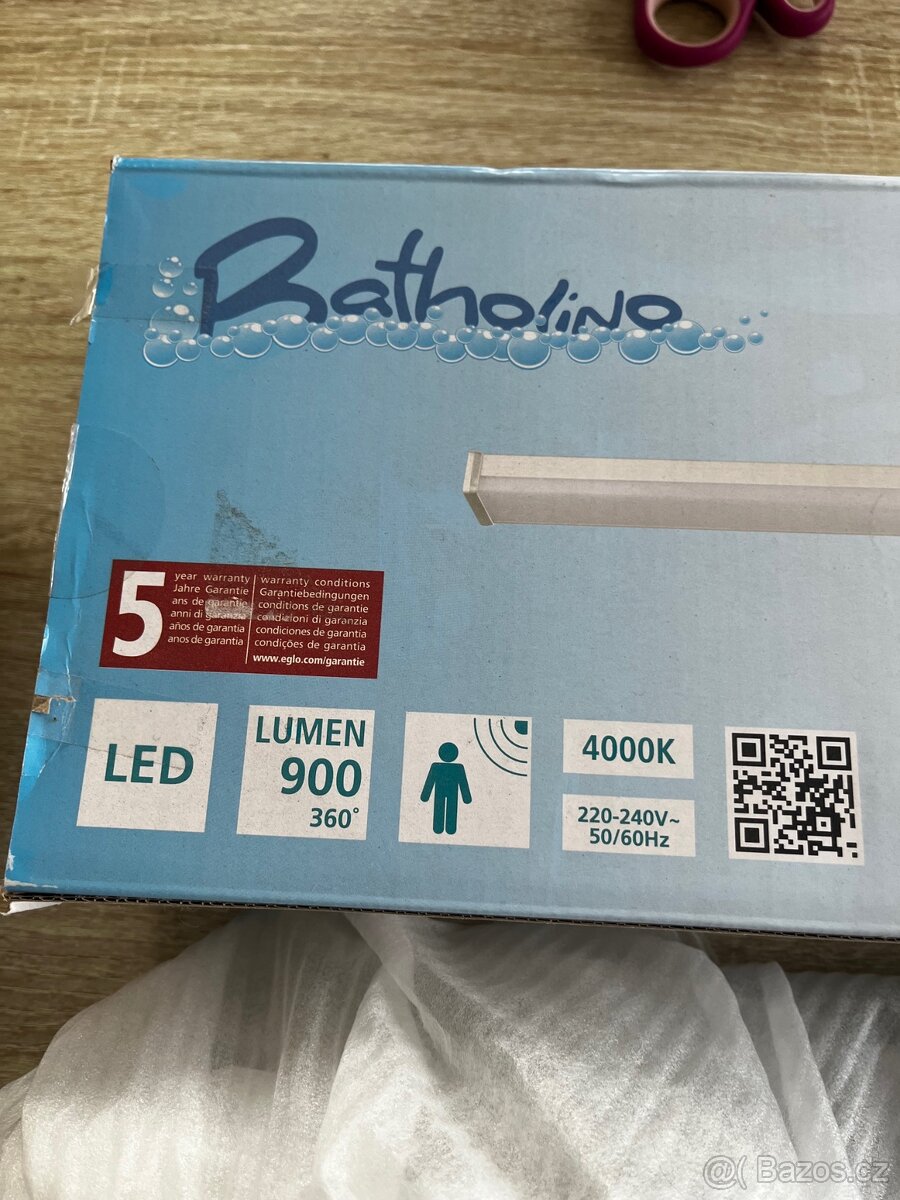 Batholino
5
year warranty
Jahre Garantie
ans de garantie
anni di garanzia
años de garantía
anos de garantia
warranty conditions
Garantiebedingungen
conditions de garantie
condizioni di garanzia
condiciones de garantía
condições de garantia
www.eglo.com/garantie
LED
LUMEN
900
360°
4000K
220-240V~
50/60Hz
@( Bazos.cz